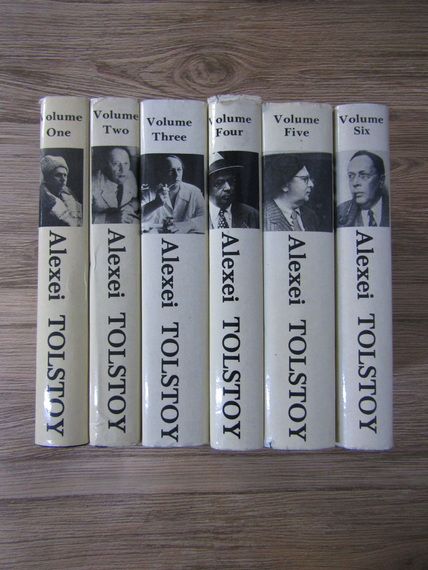 Volume
One
Alexei TOLSTOY
Volume
Two
Alexei TOLSTOY
Volume
Three
Alexei TOLSTOY
Volume
Four
Alexei TOLSTOY
Volume
Five
Alexei TOLSTOY
Volume
Six
Alexei TOLSTOY